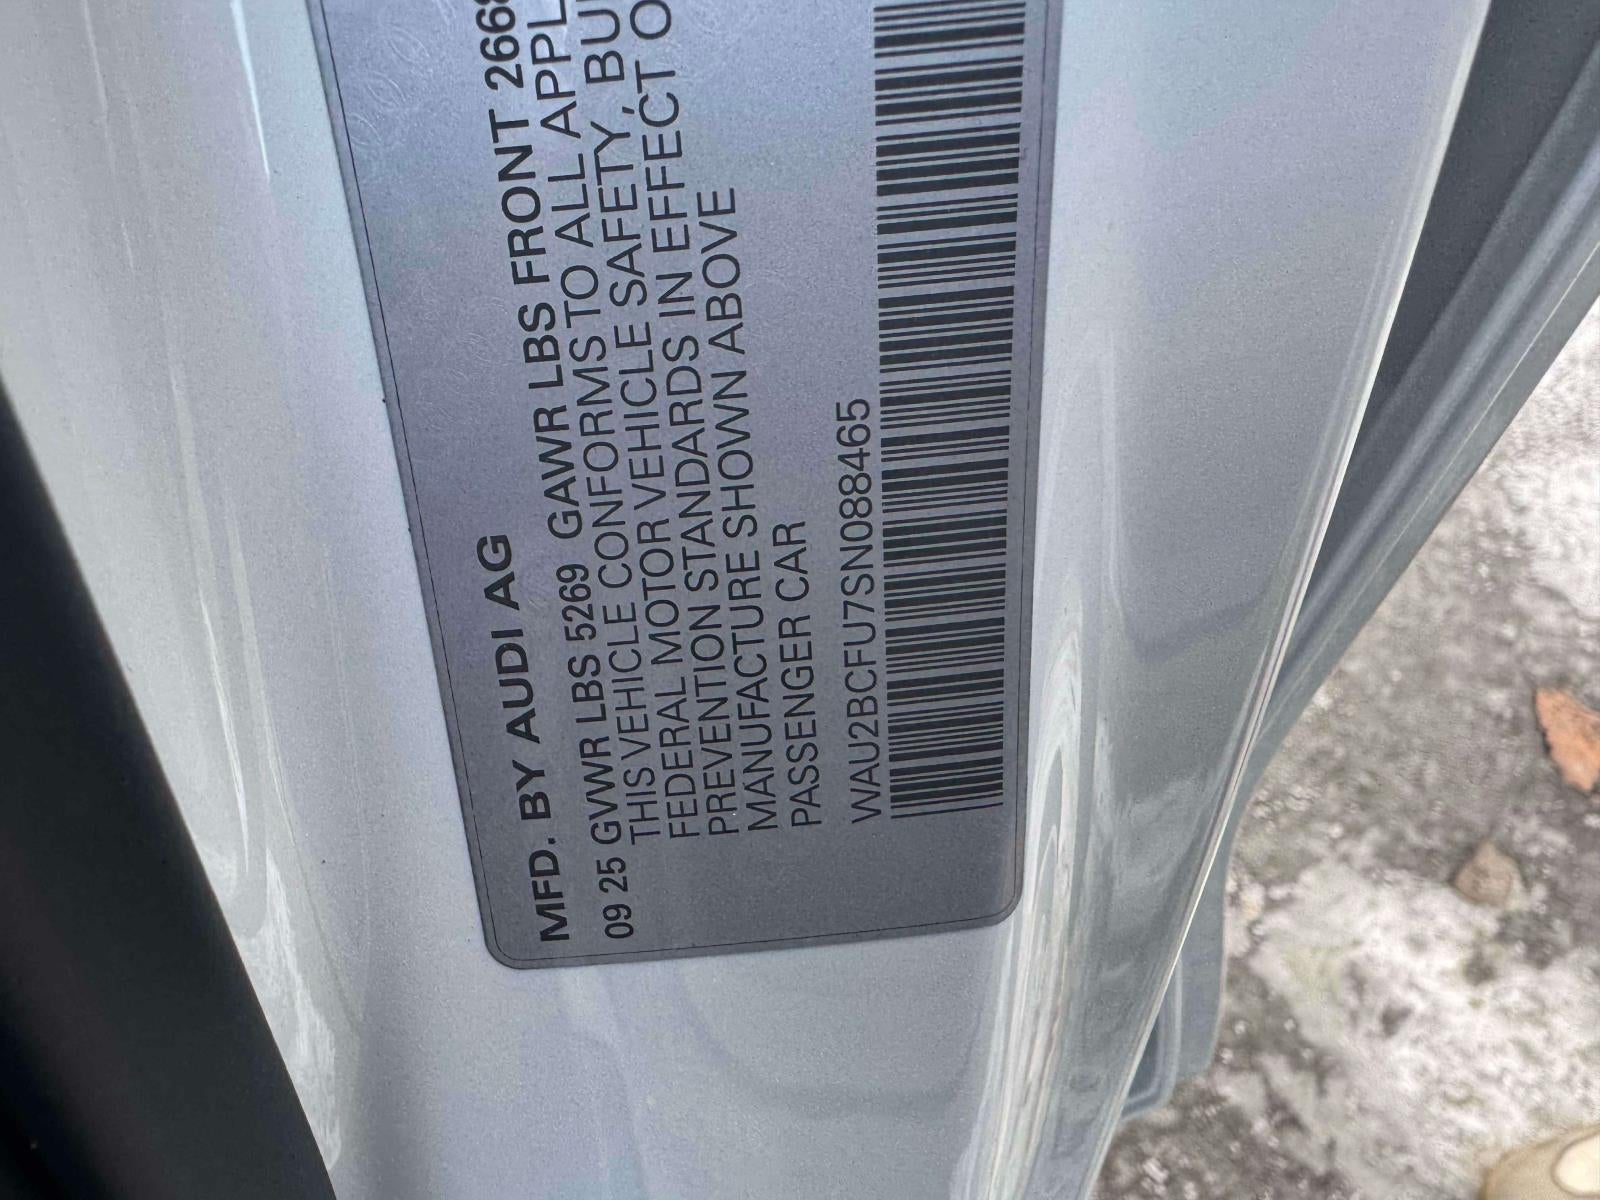 MFD. BY AUDI AG
09 25 GVWR LBS 5269 GAWR LBS FRONT 2668
THIS VEHICLE CONFORMS TO ALL APPL
FEDERAL MOTOR VEHICLE SAFETY, BU
PREVENTION STANDARDS IN EFFECT O
MANUFACTURE SHOWN ABOVE
PASSENGER CAR
WAU2BCFU7SN088465